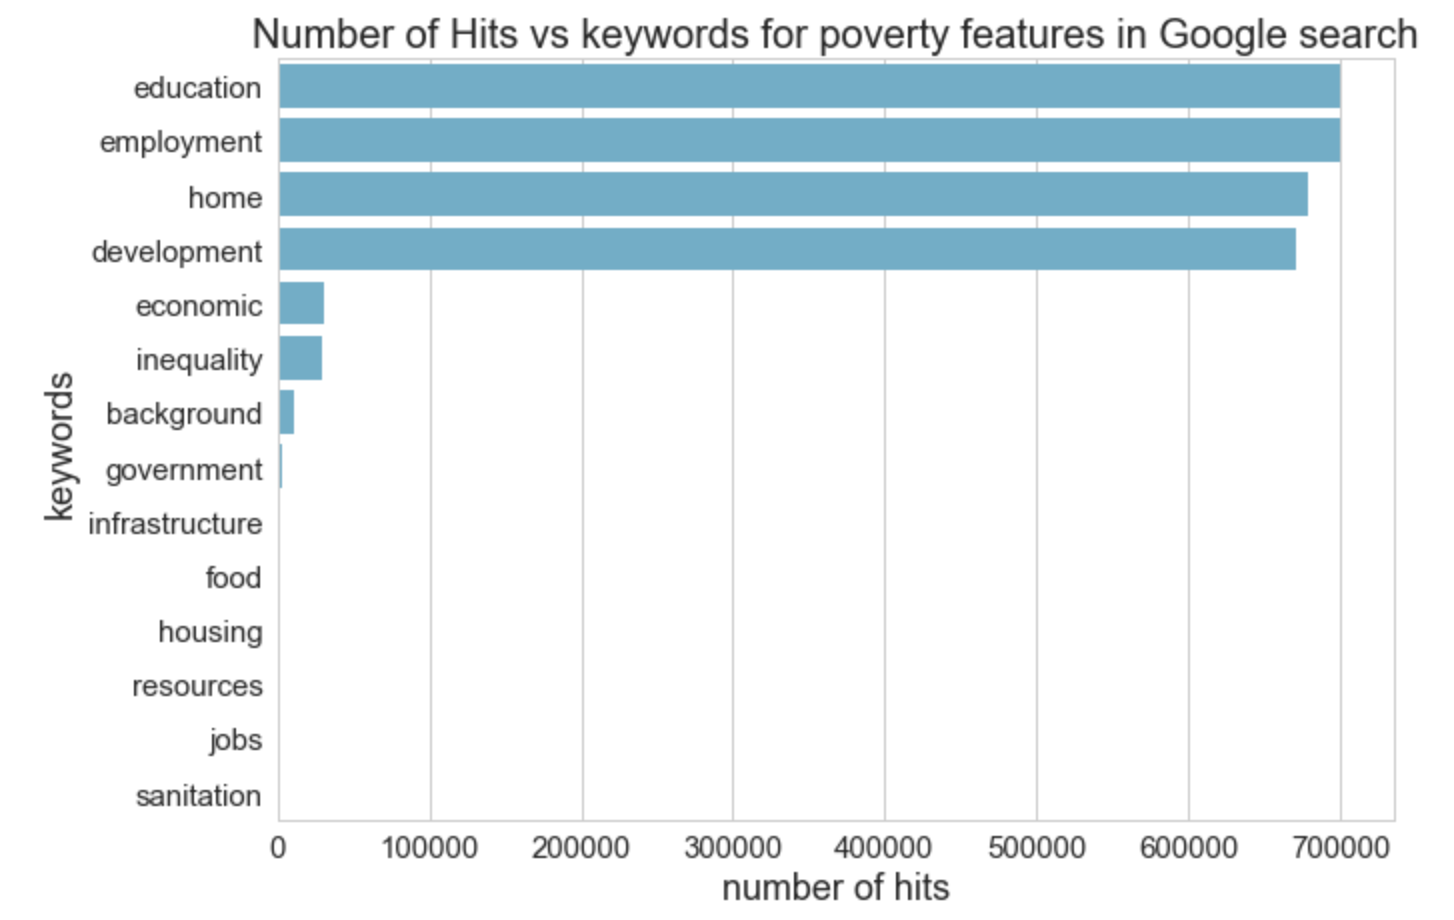 Number of Hits vs keywords for poverty features in Google search
education
employment
home
development
economic
inequality
background
government
infrastructure
food
housing
resources
jobs
sanitation
keywords
0 100000 200000 300000 400000 500000 600000 700000
number of hits